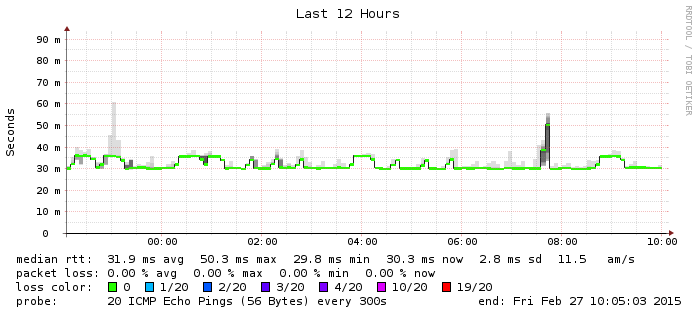 Last 12 Hours
RRDTOOL / TOBI OETIKER
Seconds
90 m
80 m
70 m
60 m
50 m
40 m
30 m
20 m
10 m
0
00:00 02:00 04:00 06:00 08:00 10:00
median rtt: 31.9 ms avg 50.3 ms max 29.8 ms min 30.3 ms now 2.8 ms sd 11.5 am/s
packet loss: 0.00 % avg 0.00 % max 0.00 % min 0.00 % now
loss color: 0 1/20 2/20 3/20 4/20 10/20 19/20
probe: 20 ICMP Echo Pings (56 Bytes) every 300s end: Fri Feb 27 10:05:03 2015